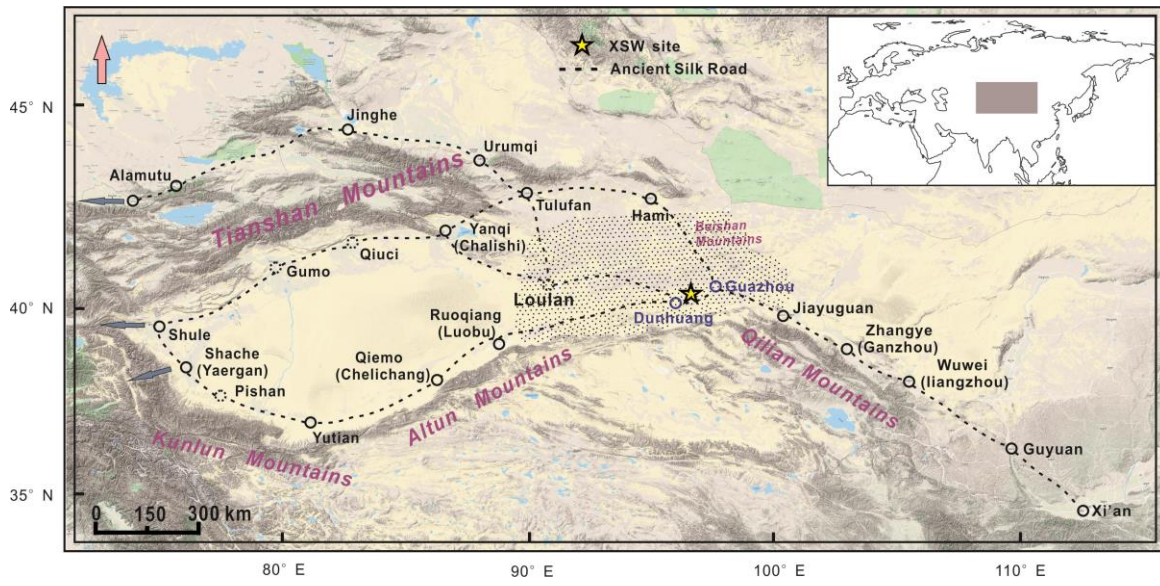 XSW site
Ancient Silk Road
45° N
Jinghe
Urumqi
Alamutu
Tianshan Mountains
Tulufan
Hami
Yanqi
(Chalishi)
Beishan
Mountains
Qiuci
Gumo
Loulan
Guazhou
40° N
Ruoqiang
(Luobu)
Dunhuang
Jiayuguan
Shule
Zhangye
(Ganzhou)
Shache
(Yaergan)
Qiemo
(Chelichang)
Qilian Mountains
Wuwei
(liangzhou)
Pishan
Altun Mountains
Yutian
Kunlun Mountains
Guyuan
35° N
0 150 300 km
Xi'an
80° E 90° E 100° E 110° E